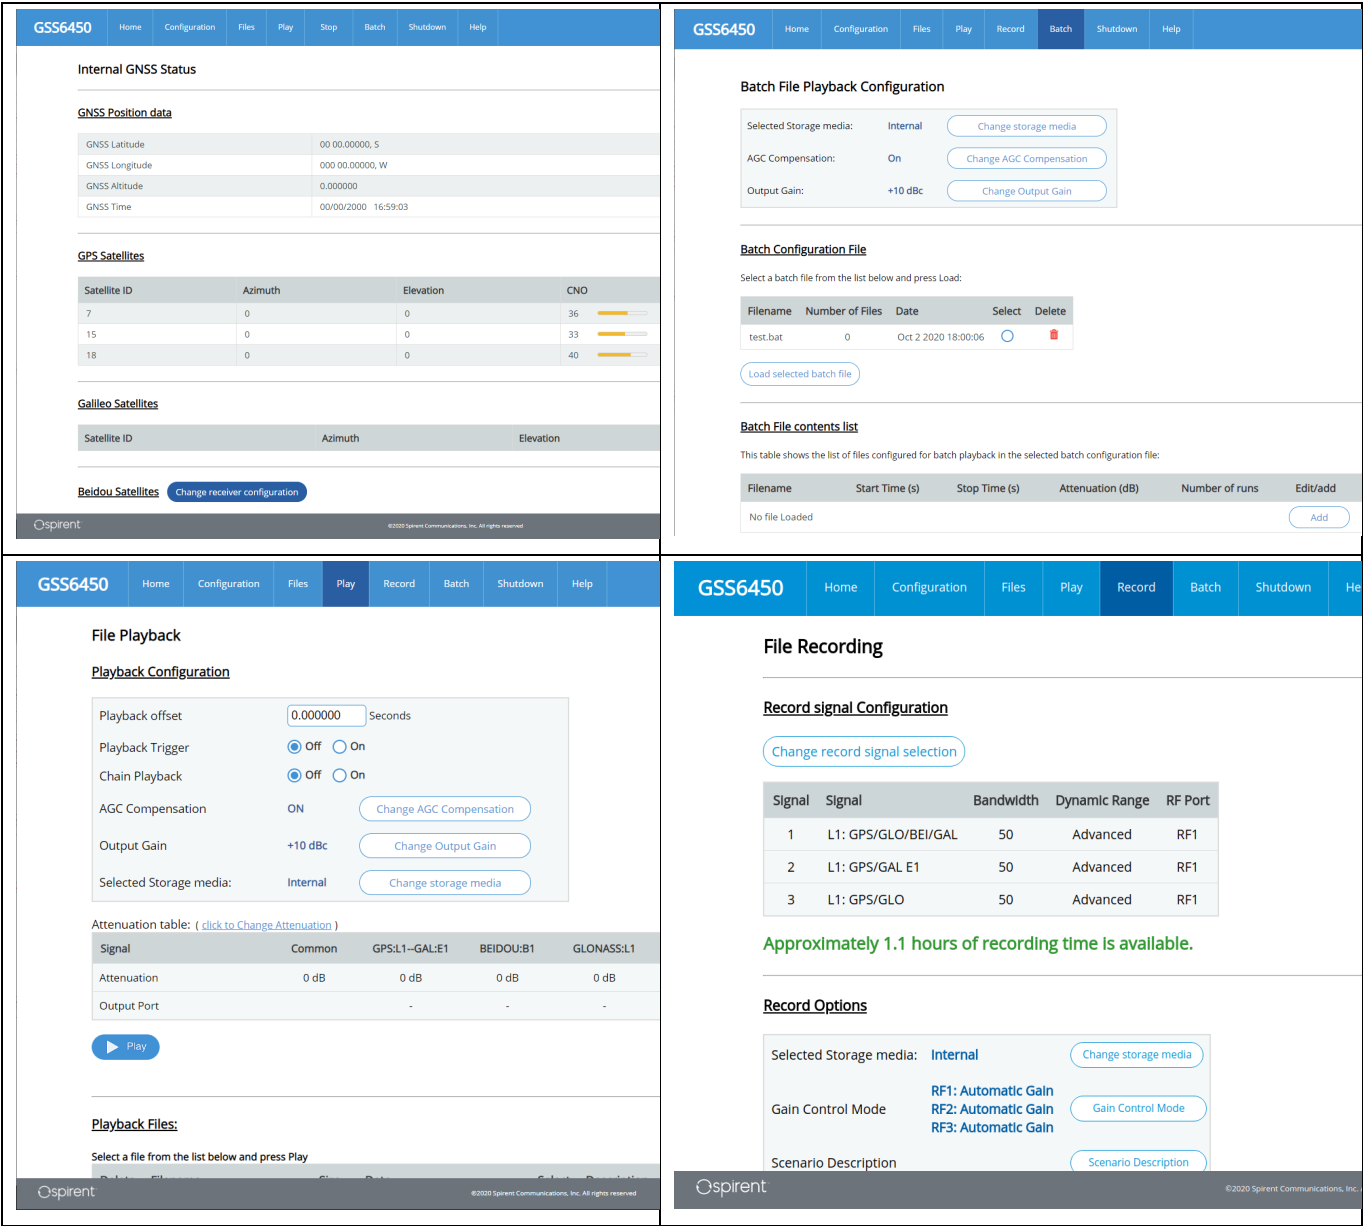 GSS6450 Home Configuration Files Play Stop Batch Shutdown Help
Internal GNSS Status
GNSS Position data
GNSS Latitude 00 00.00000, S
GNSS Longitude 000 00.00000, W
GNSS Altitude 0.000000
GNSS Time 00/00/2000 16:59:03
GPS Satellites
Satellite ID Azimuth Elevation CNO
7 0 0 36
15 0 0 33
18 0 0 40
Galileo Satellites
Satellite ID Azimuth Elevation
Beidou Satellites Change receiver configuration
spirent ©2020 Spirent Communications, Inc. All rights reserved
GSS6450 Home Configuration Files Play Record Batch Shutdown Help
Batch File Playback Configuration
Selected Storage media: Internal Change storage media
AGC Compensation: On Change AGC Compensation
Output Gain: +10 dBc Change Output Gain
Batch Configuration File
Select a batch file from the list below and press Load:
Filename Number of Files Date Select Delete
test.bat 0 Oct 2 2020 18:00:06
Load selected batch file
Batch File contents list
This table shows the list of files configured for batch playback in the selected batch configuration file:
Filename Start Time (s) Stop Time (s) Attenuation (dB) Number of runs Edit/add
No file Loaded Add
GSS6450 Home Configuration Files Play Record Batch Shutdown Help
File Playback
Playback Configuration
Playback offset 0.000000 Seconds
Playback Trigger Off On
Chain Playback Off On
AGC Compensation ON Change AGC Compensation
Output Gain +10 dBc Change Output Gain
Selected Storage media: Internal Change storage media
Attenuation table: ( click to Change Attenuation )
Signal Common GPS:L1--GAL:E1 BEIDOU:B1 GLONASS:L1
Attenuation 0 dB 0 dB 0 dB 0 dB
Output Port - - -
Play
Playback Files:
Select a file from the list below and press Play
spirent ©2020 Spirent Communications, Inc. All rights reserved
GSS6450 Home Configuration Files Play Record Batch Shutdown He
File Recording
Record signal Configuration
Change record signal selection
Signal Signal Bandwidth Dynamic Range RF Port
1 L1: GPS/GLO/BEI/GAL 50 Advanced RF1
2 L1: GPS/GAL E1 50 Advanced RF1
3 L1: GPS/GLO 50 Advanced RF1
Approximately 1.1 hours of recording time is available.
Record Options
Selected Storage media: Internal Change storage media
Gain Control Mode RF1: Automatic Gain RF2: Automatic Gain RF3: Automatic Gain Gain Control Mode
Scenario Description Scenario Description
spirent ©2020 Spirent Communications, Inc.